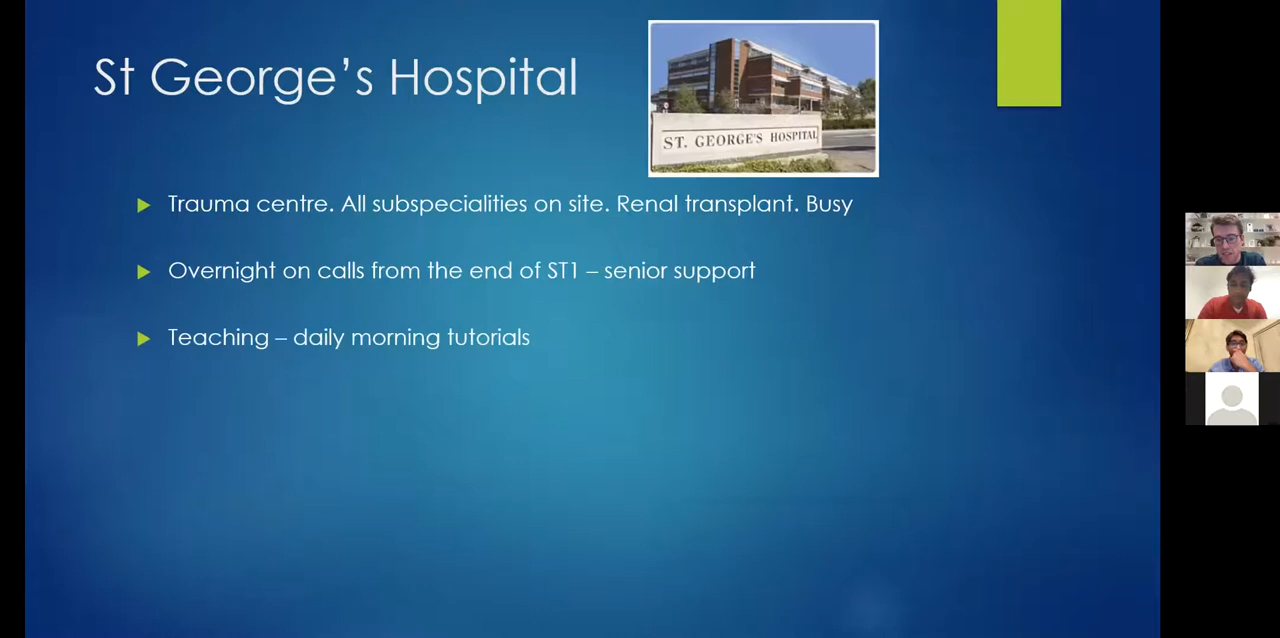 St George’s Hospital
ST. GEORGE'S HOSPITAL
Trauma centre. All subspecialities on site. Renal transplant. Busy
Overnight on calls from the end of ST1 – senior support
Teaching – daily morning tutorials